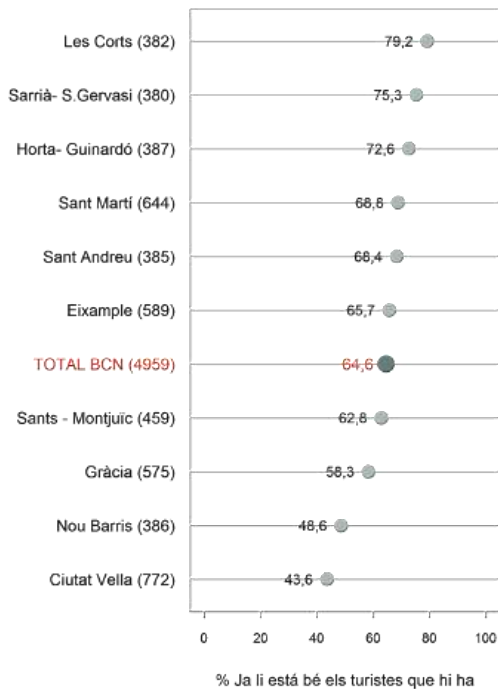 Les Corts (382) 79,2
Sarrià- S.Gervasi (380) 75,3
Horta- Guinardó (387) 72,6
Sant Martí (644) 68,8
Sant Andreu (385) 68,4
Eixample (589) 65,7
TOTAL BCN (4959) 64,6
Sants - Montjuïc (459) 62,8
Gràcia (575) 58,3
Nou Barris (386) 48,6
Ciutat Vella (772) 43,6
0 20 40 60 80 100
% Ja li está bé els turistes que hi ha